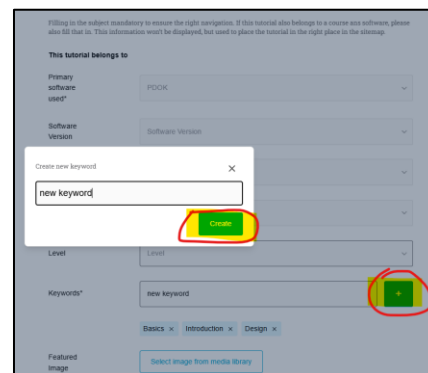 Filling in the subject mandatory to ensure the right navigation. If this tutorial also belongs to a course ans software, please
also fill that in. This information won't be displayed, but used to place the tutorial in the right place in the sitemap.
This tutorial belongs to
Primary
software
used*
POOK
Software
Version
Software Version
Create new keyword
×
new keyword
Create
Level
Level
Keywords*
new keyword
+
Basics × Introduction × Design ×
Featured
Image
Select image from media library